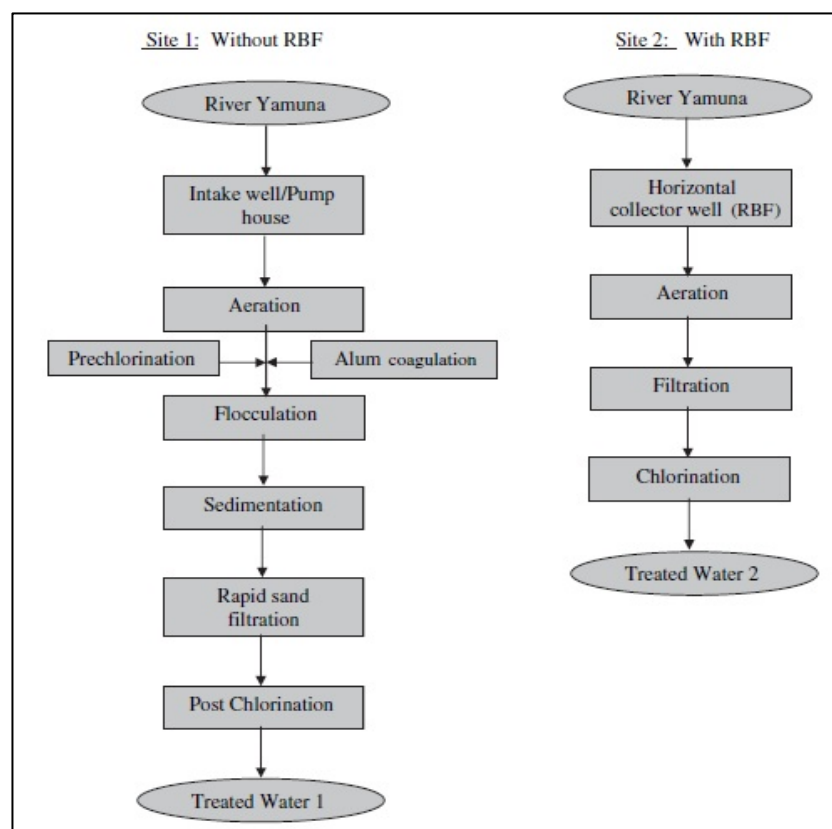 Site 1: Without RBF
River Yamuna
Intake well/Pump
house
Aeration
Prechlorination
Alum coagulation
Flocculation
Sedimentation
Rapid sand
filtration
Post Chlorination
Treated Water 1
Site 2: With RBF
River Yamuna
Horizontal
collector well (RBF)
Aeration
Filtration
Chlorination
Treated Water 2